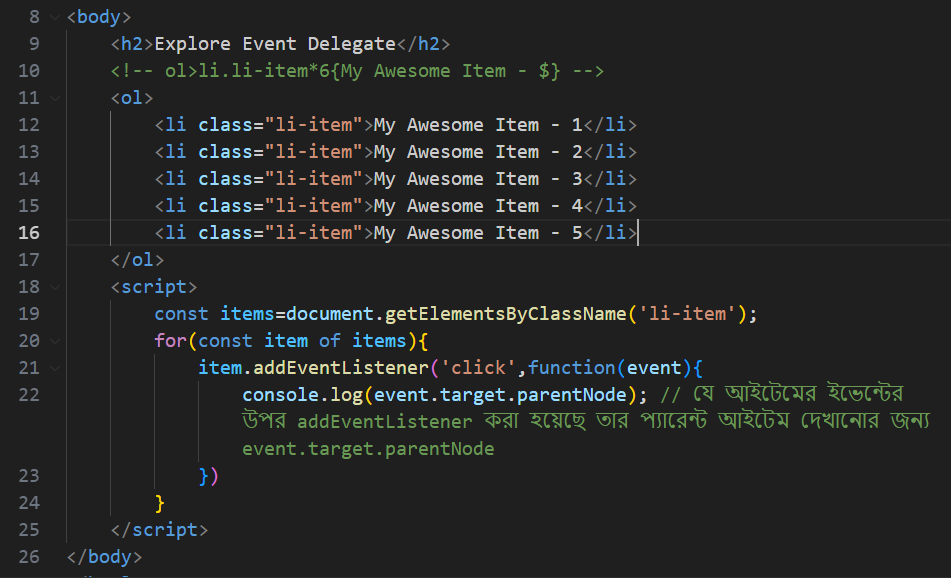 8 <body>
9 <h2>Explore Event Delegate</h2>
10 <!-- ol>li.li-item*6{My Awesome Item - $} -->
11 <ol>
12 <li class="li-item">My Awesome Item - 1</li>
13 <li class="li-item">My Awesome Item - 2</li>
14 <li class="li-item">My Awesome Item - 3</li>
15 <li class="li-item">My Awesome Item - 4</li>
16 <li class="li-item">My Awesome Item - 5</li>
17 </ol>
18 <script>
19 const items=document.getElementsByClassName('li-item');
20 for(const item of items){
21 item.addEventListener('click',function(event){
22 console.log(event.target.parentNode); // যে আইটেমের ইভেন্টের
উপর addEventListener করা হয়েছে তার প্যারেন্ট আইটেম দেখানোর জন্য
event.target.parentNode
23 })
24 }
25 </script>
26 </body>